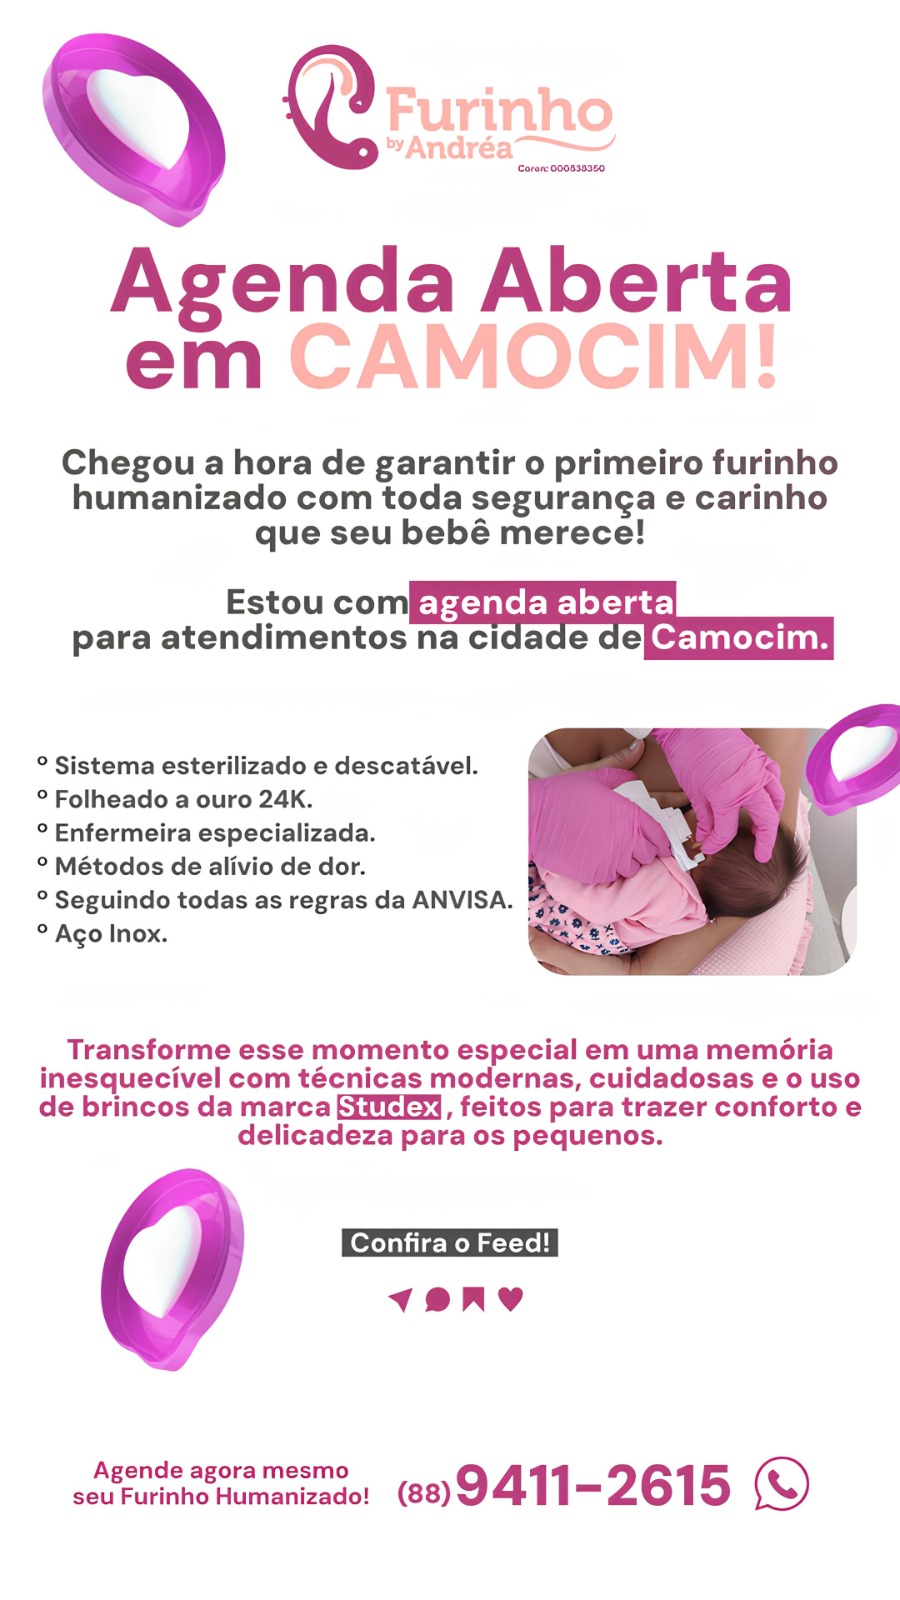 Furinho
by Andréa
Coren: 000639350
Agenda Aberta
em CAMOCIM!
Chegou a hora de garantir o primeiro furinho
humanizado com toda segurança e carinho
que seu bebê merece!
Estou com agenda aberta
para atendimentos na cidade de Camocim.
º Sistema esterilizado e descatável.
º Folheado a ouro 24K.
º Enfermeira especializada.
º Métodos de alívio de dor.
º Seguindo todas as regras da ANVISA.
º Aço Inox.
Transforme esse momento especial em uma memória
inesquecível com técnicas modernas, cuidadosas e o uso
de brincos da marca Studex , feitos para trazer conforto e
delicadeza para os pequenos.
Confira o Feed!
Agende agora mesmo
seu Furinho Humanizado!
(88) 9411-2615